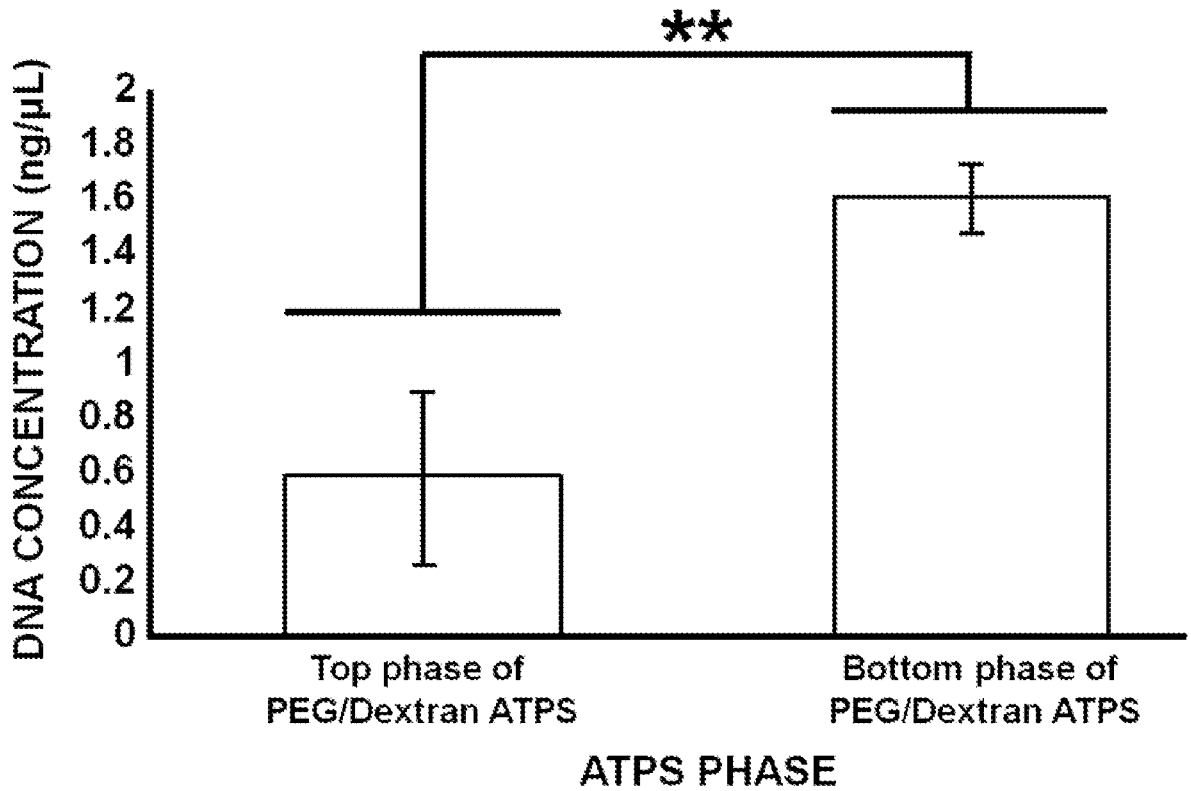 **
DNA CONCENTRATION (ng/µL)
2
1.8
1.6
1.4
1.2
1
0.8
0.6
0.4
0.2
0
Top phase of
PEG/Dextran ATPS
Bottom phase of
PEG/Dextran ATPS
ATPS PHASE